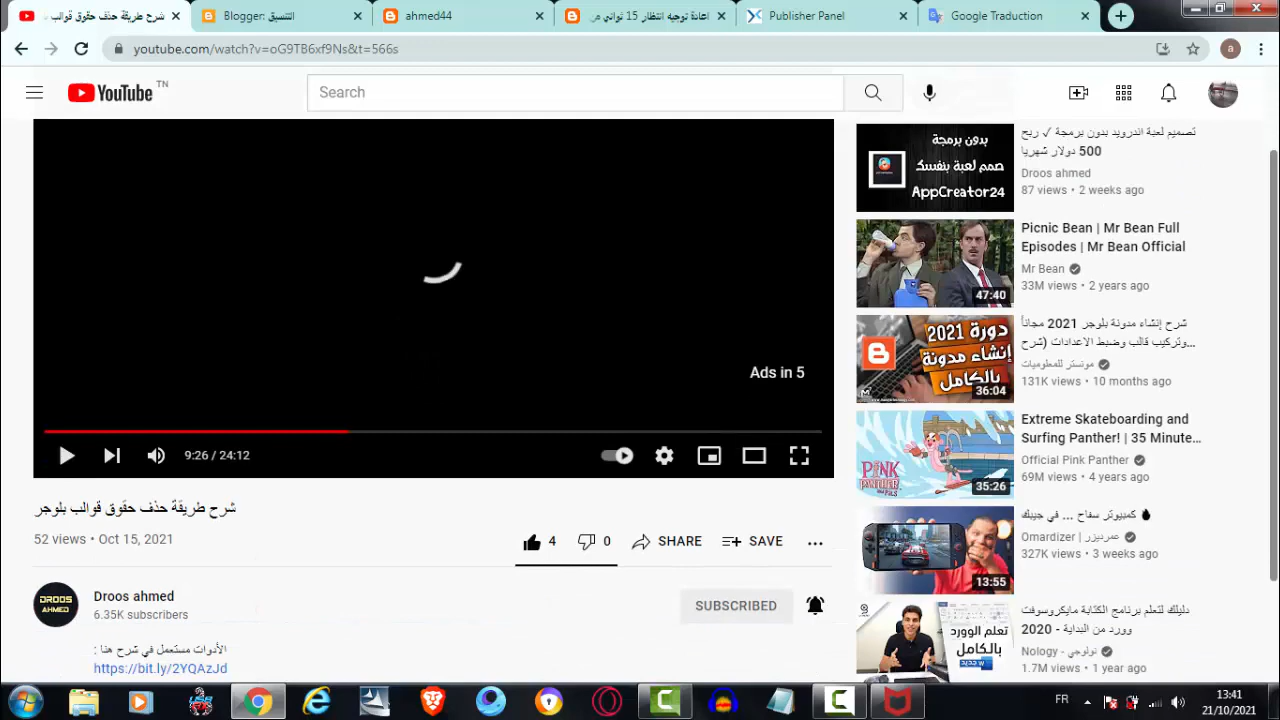 شرح طريقة حذف حقوق قوالب
Blogger: التنسيق
ahmed44
اعادة توجيه انتظار 15 ثواني من
Publisher Panel
Google Traduction
youtube.com/watch?v=oG9TB6xf9Ns&t=566s
a
YouTube TN
Search
Ads in 5
9:26 / 24:12
شرح طريقة حذف حقوق قوالب بلوجر
52 views • Oct 15, 2021
4
0
SHARE
SAVE
DROOS
AHMED
Droos ahmed
6.35K subscribers
SUBSCRIBED
الأدوات مستعمل في شرح هنا :
https://bit.ly/2YQAzJd
بدون برمجة
صمم لعبة بنفسك
AppCreator24
تصميم لعبة اندرويد بدون برمجة ✓ ربح
500 دولار شهريا
Droos ahmed
87 views • 2 weeks ago
47:40
Picnic Bean | Mr Bean Full
Episodes | Mr Bean Official
Mr Bean
33M views • 2 years ago
دورة 2021
إنشاء مدونة
بالكامل
36:04
شرح إنشاء مدونة بلوجر 2021 مجاناً
وتركيب قالب وضبط الاعدادات (شرح...
مونستر للمعلوميات
131K views • 10 months ago
PINK
PANTHER
35:26
Extreme Skateboarding and
Surfing Panther! | 35 Minute...
Official Pink Panther
69M views • 4 years ago
13:55
كمبيوتر سفاح ... في جيبك
Omardizer | عمرديزر
327K views • 3 weeks ago
تعلم الوورد
بالكامل
دليلك لتعلم برنامج الكتابة مايكروسوفت
وورد من البداية - 2020
Nology - نولوجي
1.7M views • 1 year ago
FR
13:41
21/10/2021